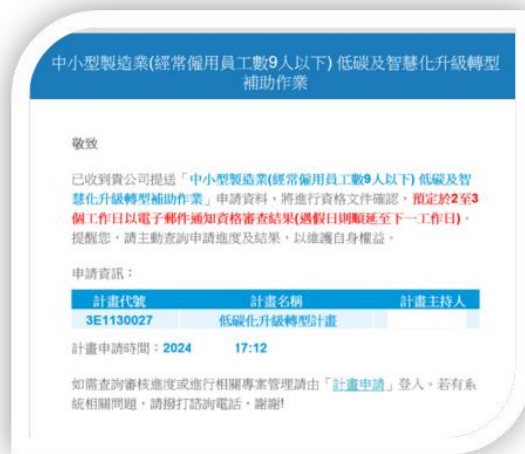 中小型製造業(經常僱用員工數9人以下) 低碳及智慧化升級轉型
補助作業
敬致
已收到貴公司提送「中小型製造業(經常僱用員工數9人以下) 低碳及智
慧化升級轉型補助作業」申請資料，將進行資格文件確認，預定於2至3
個工作日以電子郵件通知資格審查結果(遇假日則順延至下一工作日)。
提醒您，請主動查詢申請進度及結果，以維護自身權益。
申請資訊：
計畫代號 計畫名稱 計畫主持人
3E1130027 低碳化升級轉型計畫
計畫申請時間：2024 17:12
如需查詢審核進度或進行相關專案管理請由「計畫申請」登入。若有系
統相關問題，請撥打諮詢電話，謝謝!